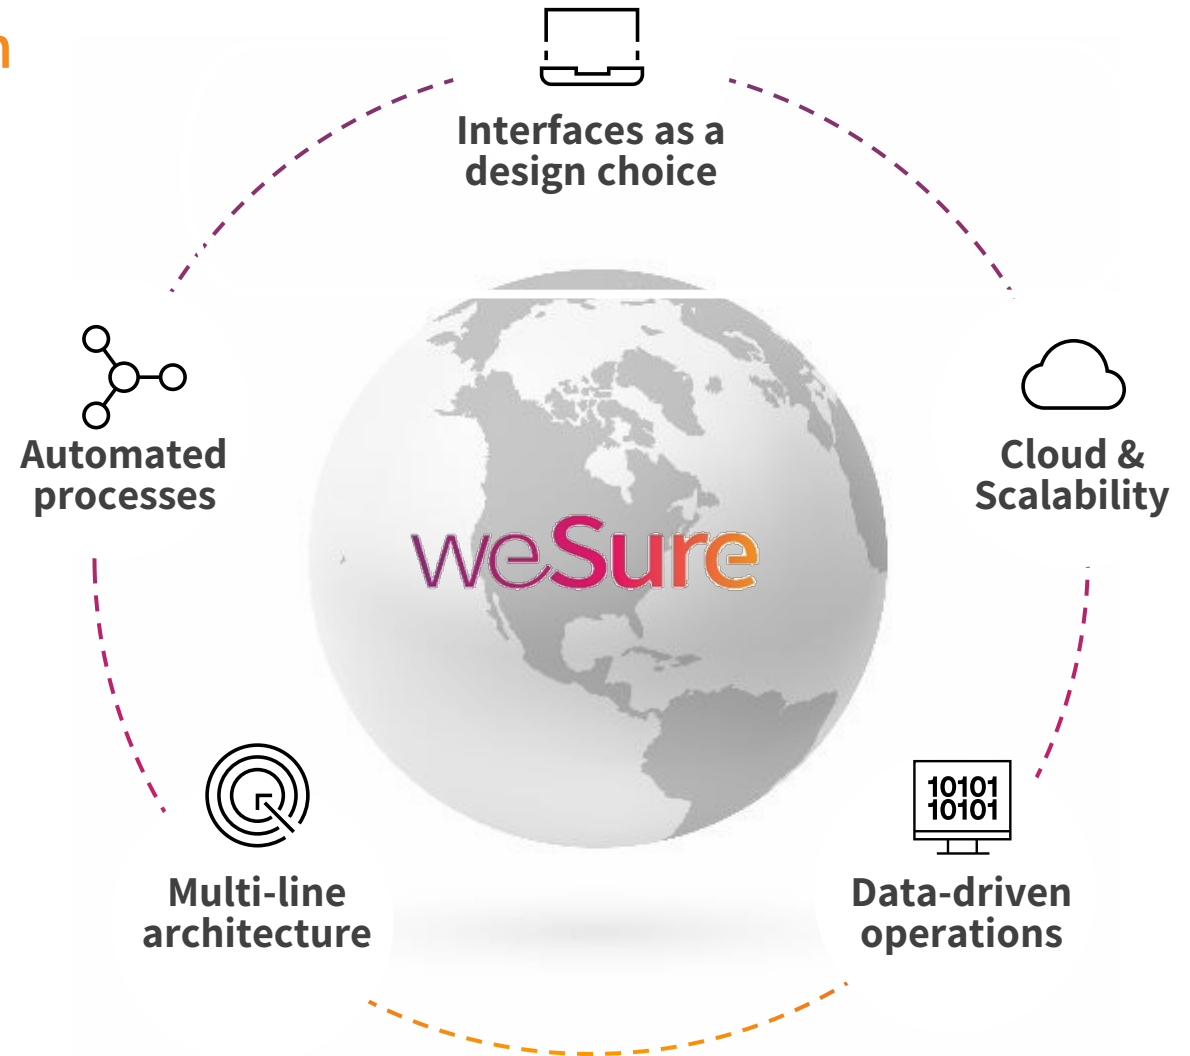 Interfaces as a
design choice
Automated
processes
Cloud &
Scalability
weSure
10101
10101
Multi-line
architecture
Data-driven
operations